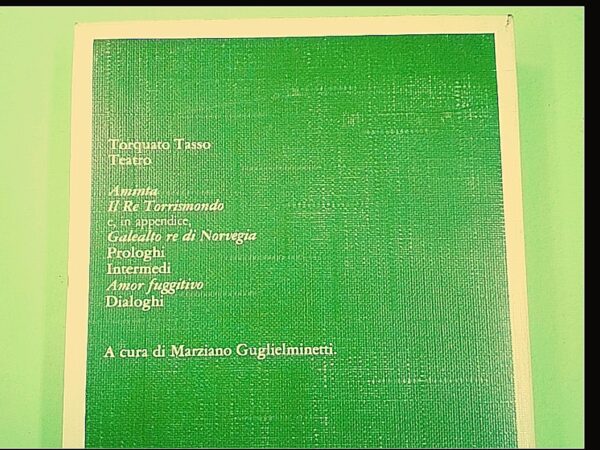 Torquato Tasso
Teatro
Aminta
Il Re Torrismondo
e, in appendice,
Galealto re di Norvegia
Prologhi
Intermedi
Amor fuggitivo
Dialoghi
A cura di Marziano Guglielminetti.